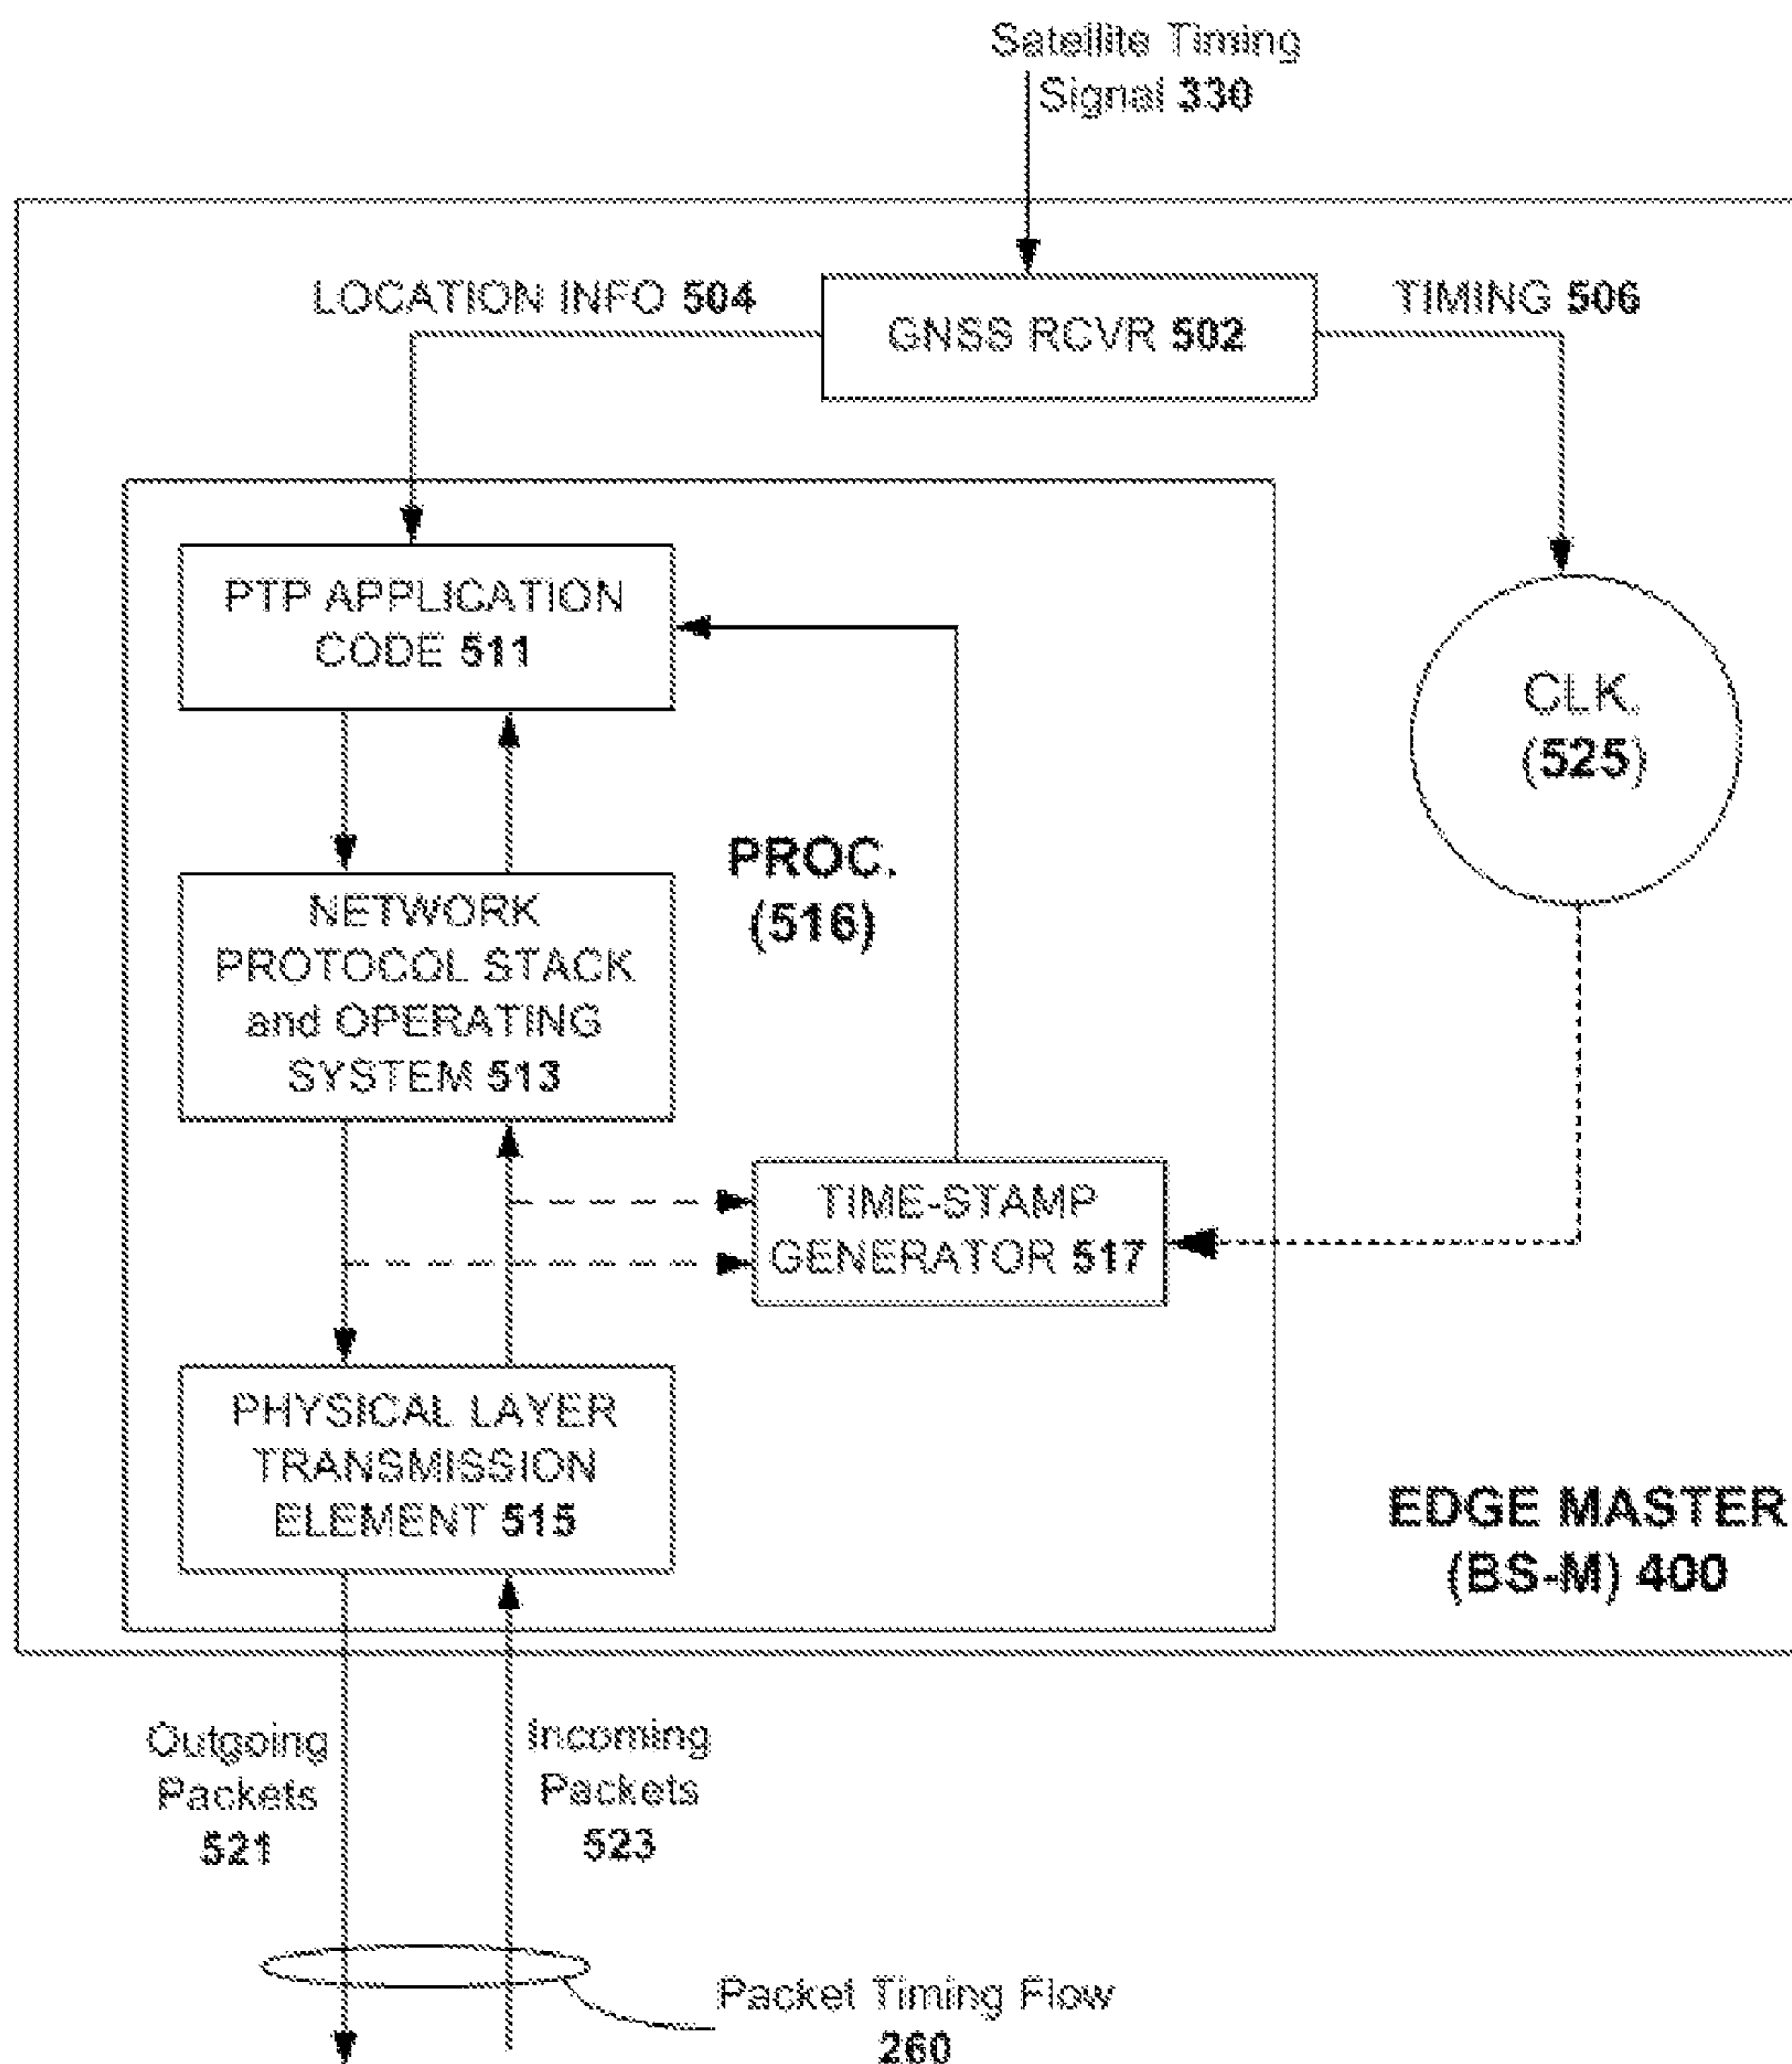 Satellite Timing
Signal 330
LOCATION INFO 504
GNSS RCVR 502
TIMING 506
PTP APPLICATION
CODE 511
CLK.
(525)
PROC.
(516)
NETWORK
PROTOCOL STACK
and OPERATING
SYSTEM 513
TIME-STAMP
GENERATOR 517
PHYSICAL LAYER
TRANSMISSION
ELEMENT 515
EDGE MASTER
(BS-M) 400
Outgoing
Packets
521
Incoming
Packets
523
Packet Timing Flow
260